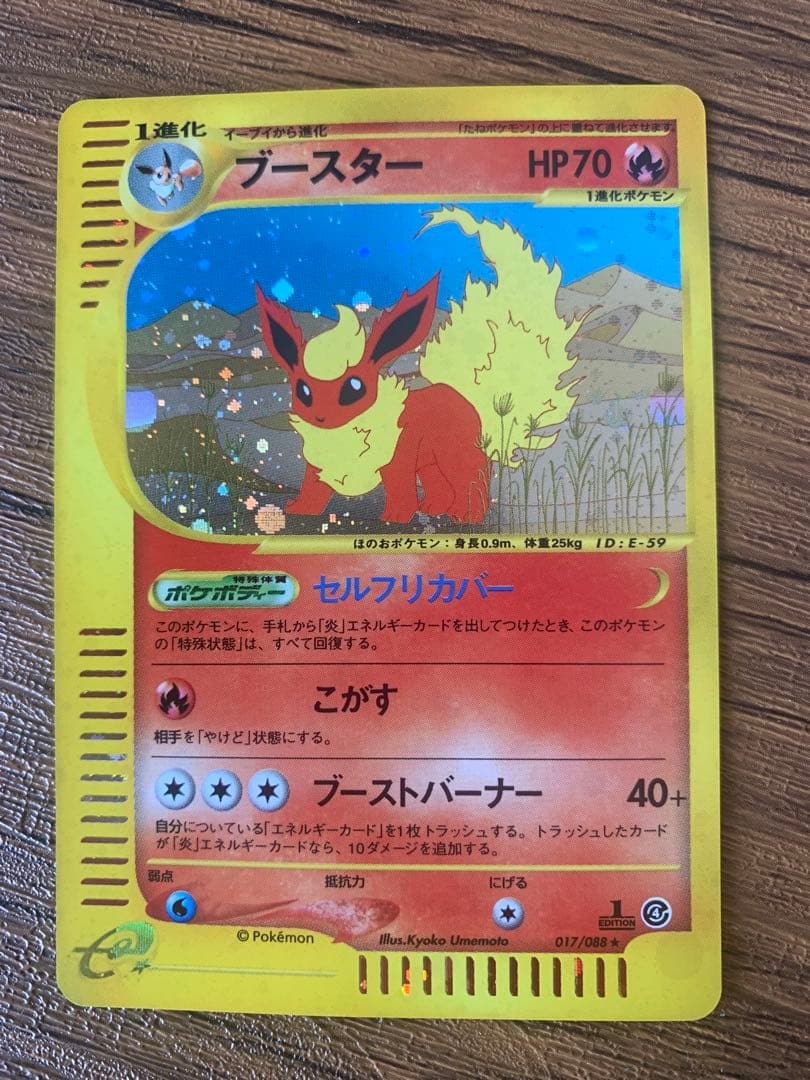 1進化 イーブイから進化 「たねポケモン」の上に重ねて進化させます。
ブースター HP70
1進化ポケモン
ほのおポケモン：身長0.9m、体重25kg ID:E-59
特殊体質
ポケボディー セルフリカバー
このポケモンに、手札から「炎」エネルギーカードを出してつけたとき、このポケモン
の「特殊状態」は、すべて回復する。
こがす
相手を「やけど」状態にする。
ブーストバーナー 40+
自分についている「エネルギーカード」を1枚トラッシュする。トラッシュしたカード
が「炎」エネルギーカードなら、10ダメージを追加する。
弱点 抵抗力 にげる
1
EDITION
4
© Pokémon Illus.Kyoko Umemoto 017/088★
e